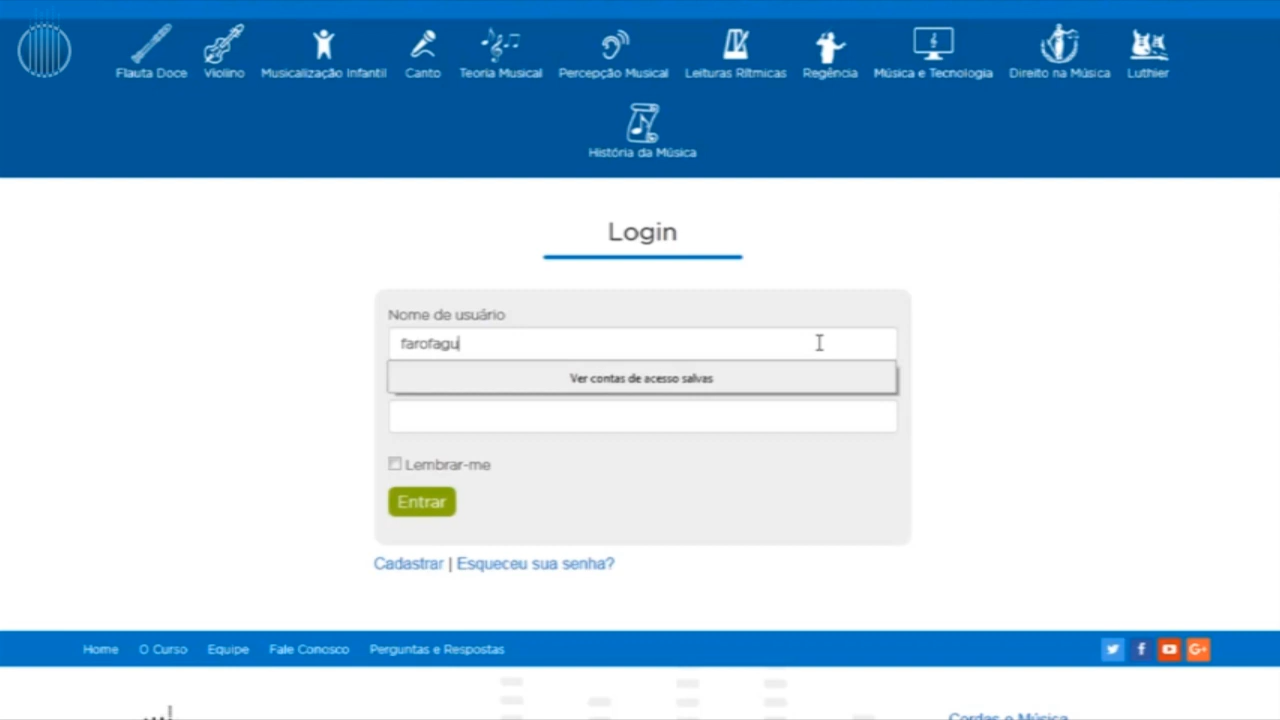 Flauta Doce Violino Musicalização Infantil Canto Teoria Musical Percepção Musical Leituras Rítmicas Regência Música e Tecnologia Direito na Música Luthier
História da Música
Login
Nome de usuário
farofagu
Ver contas de acesso salvas
Lembrar-me
Entrar
Cadastrar | Esqueceu sua senha?
Home O Curso Equipe Fale Conosco Perguntas e Respostas
Cordas e Música